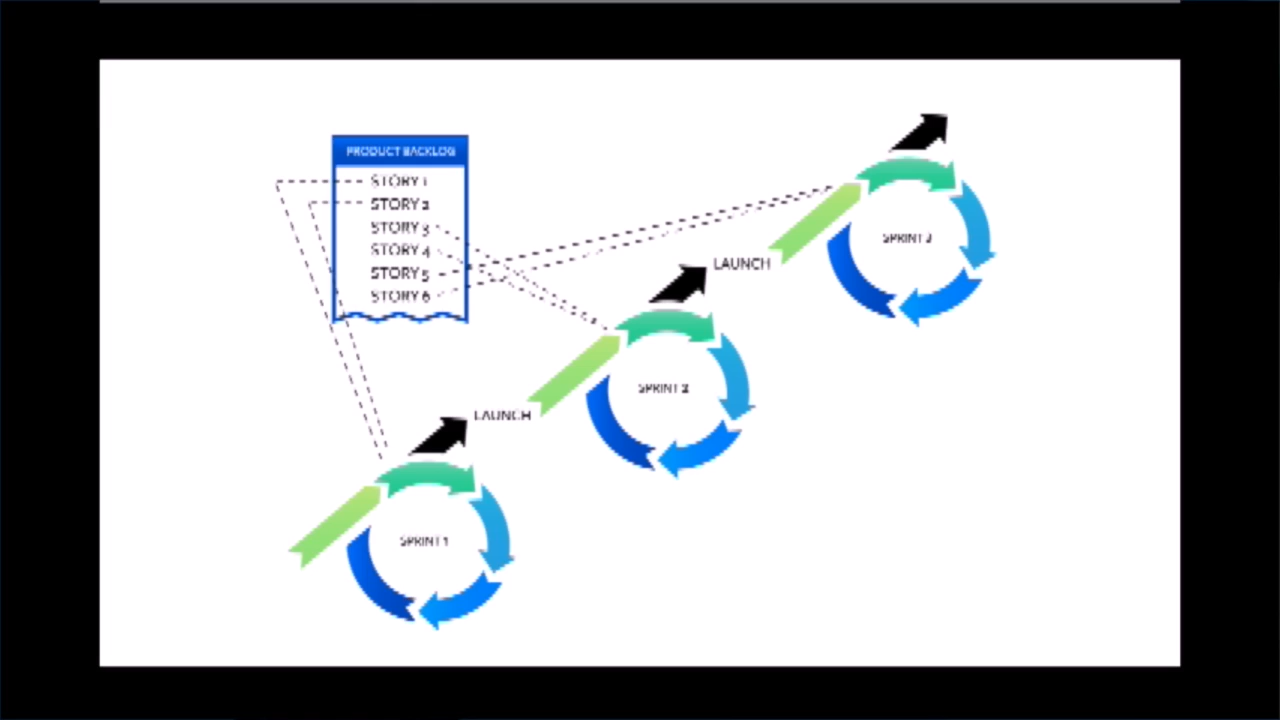 PRODUCT BACKLOG
STORY 1
STORY 2
STORY 3
STORY 4
STORY 5
STORY 6
LAUNCH
SPRINT 3
LAUNCH
SPRINT 2
SPRINT 1